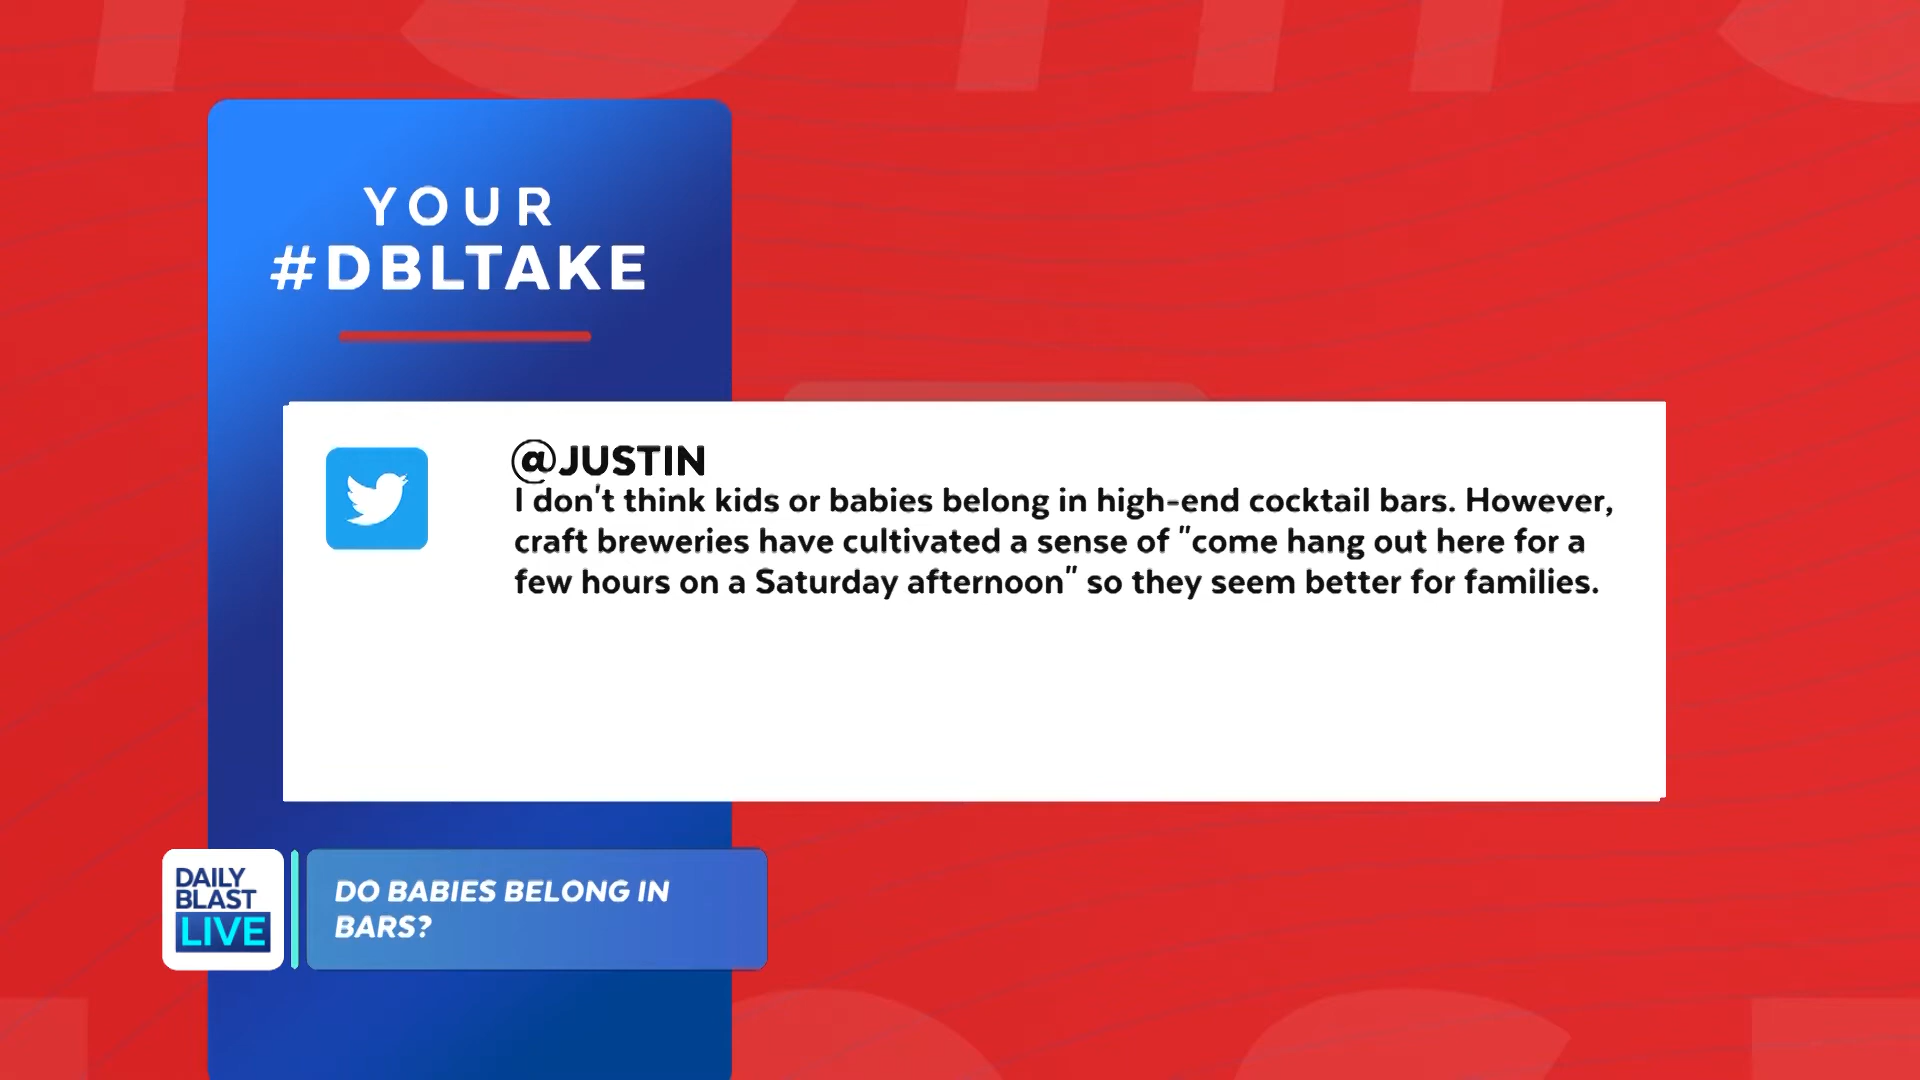 YOUR
#DBLTAKE
@JUSTIN
I don't think kids or babies belong in high-end cocktail bars. However,
craft breweries have cultivated a sense of "come hang out here for a
few hours on a Saturday afternoon" so they seem better for families.
DAILY
BLAST
LIVE
DO BABIES BELONG IN
BARS?